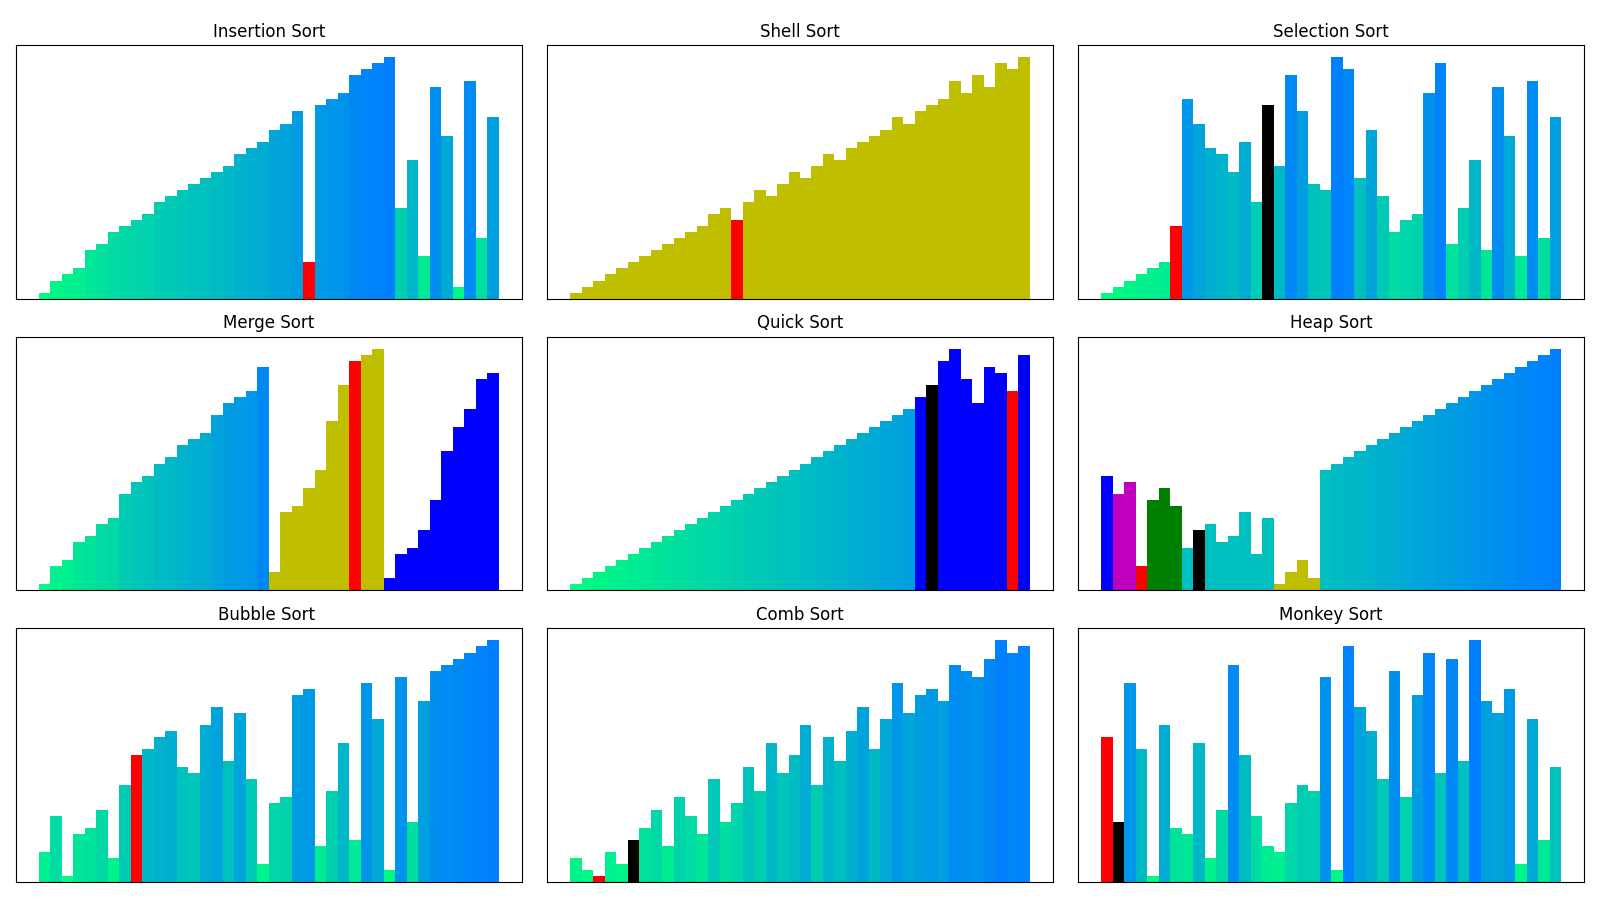 Insertion Sort
Shell Sort
Selection Sort
Merge Sort
Quick Sort
Heap Sort
Bubble Sort
Comb Sort
Monkey Sort